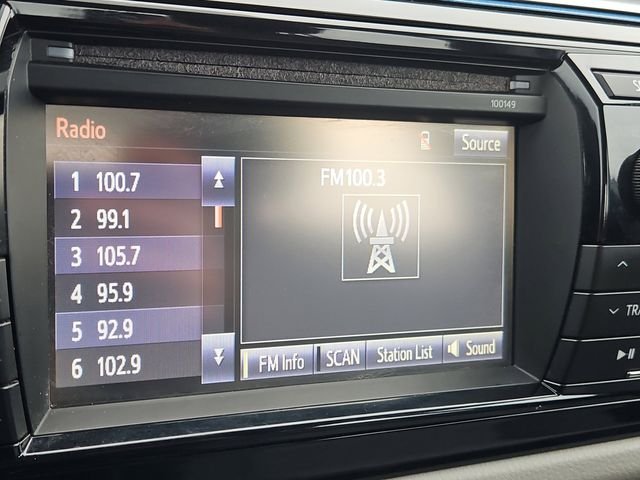 100149
Radio
Source
1 100.7
2 99.1
3 105.7
4 95.9
5 92.9
6 102.9
FM100.3
FM Info
SCAN
Station List
Sound